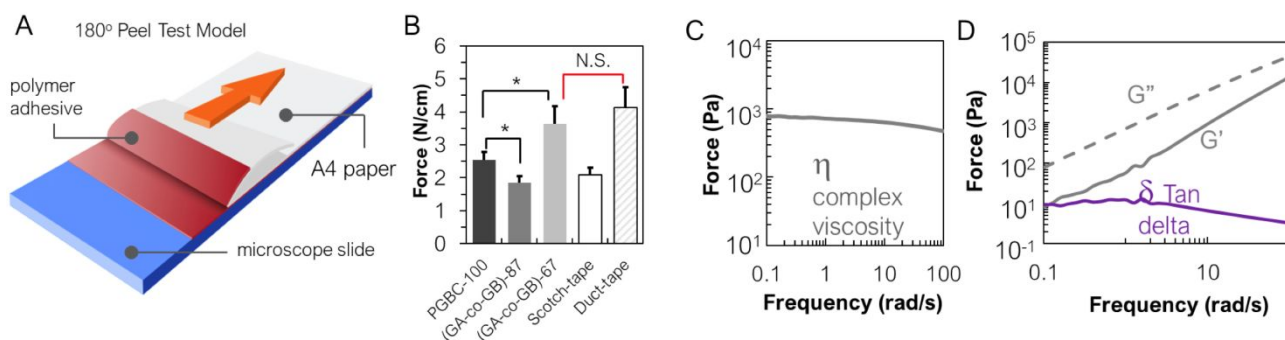 A
180º Peel Test Model
polymer
adhesive
A4 paper
microscope slide
B
Force (N/cm)
6
5
4
3
2
1
0
*
*
N.S.
PGBC-100
(GA-co-GB)-87
(GA-co-GB)-67
Scotch-tape
Duct-tape
C
Force (Pa)
10⁴
10³
10²
10¹
η
complex
viscosity
0.1
1
10
100
Frequency (rad/s)
D
Force (Pa)
10⁵
10⁴
10³
10²
10¹
10⁻¹
G"
G'
δ Tan
delta
0.1
10
Frequency (rad/s)